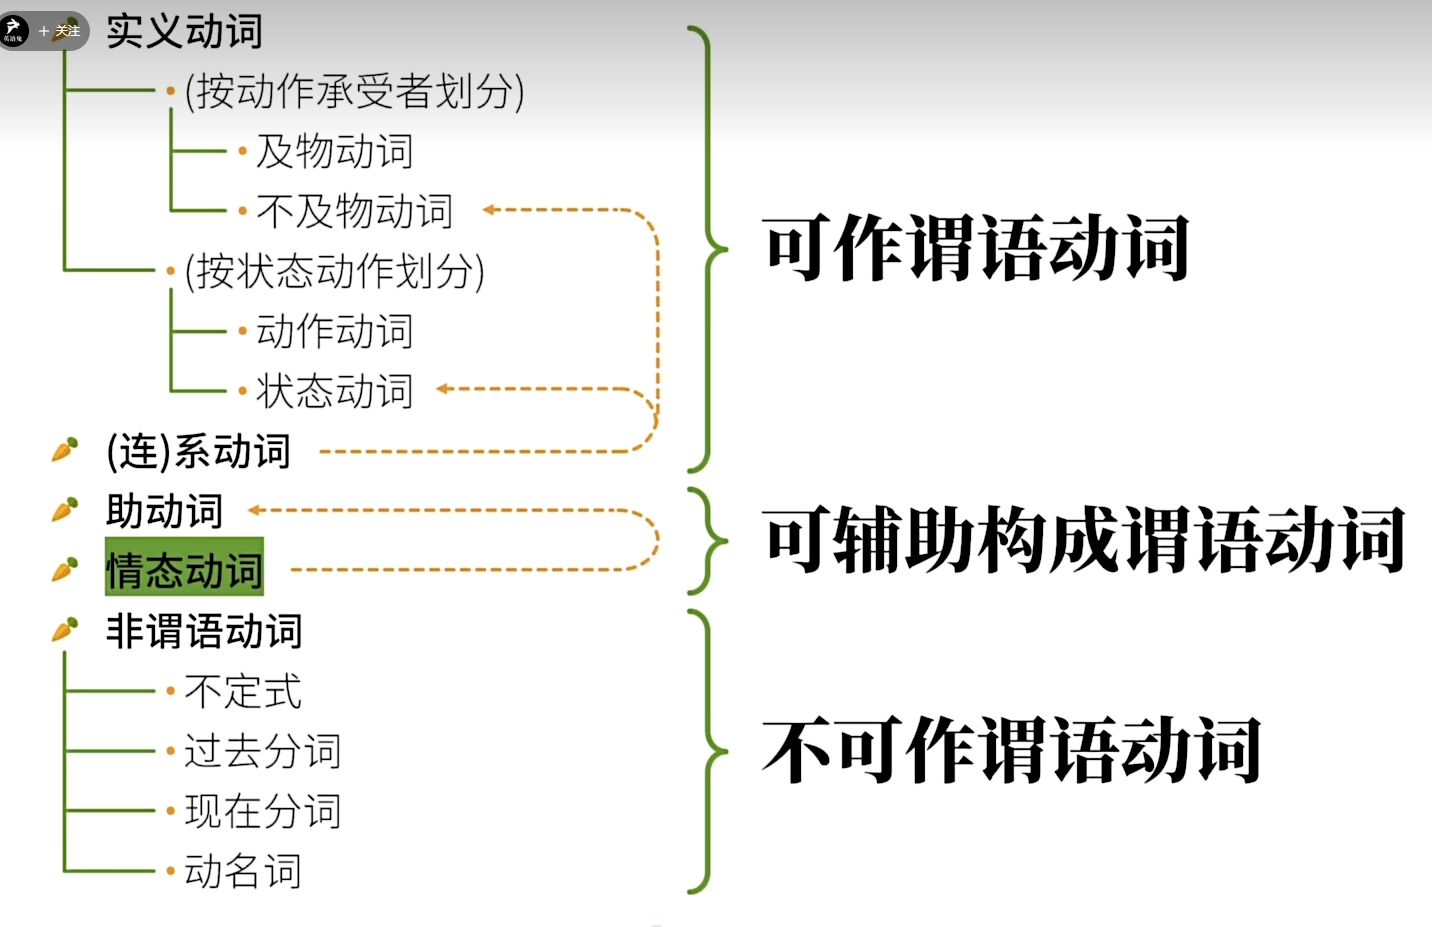 英语兔
+ 关注
实义动词
(按动作承受者划分)
及物动词
不及物动词
(按状态动作划分)
动作动词
状态动词
(连)系动词
可作谓语动词
助动词
情态动词
可辅助构成谓语动词
非谓语动词
不定式
过去分词
现在分词
动名词
不可作谓语动词